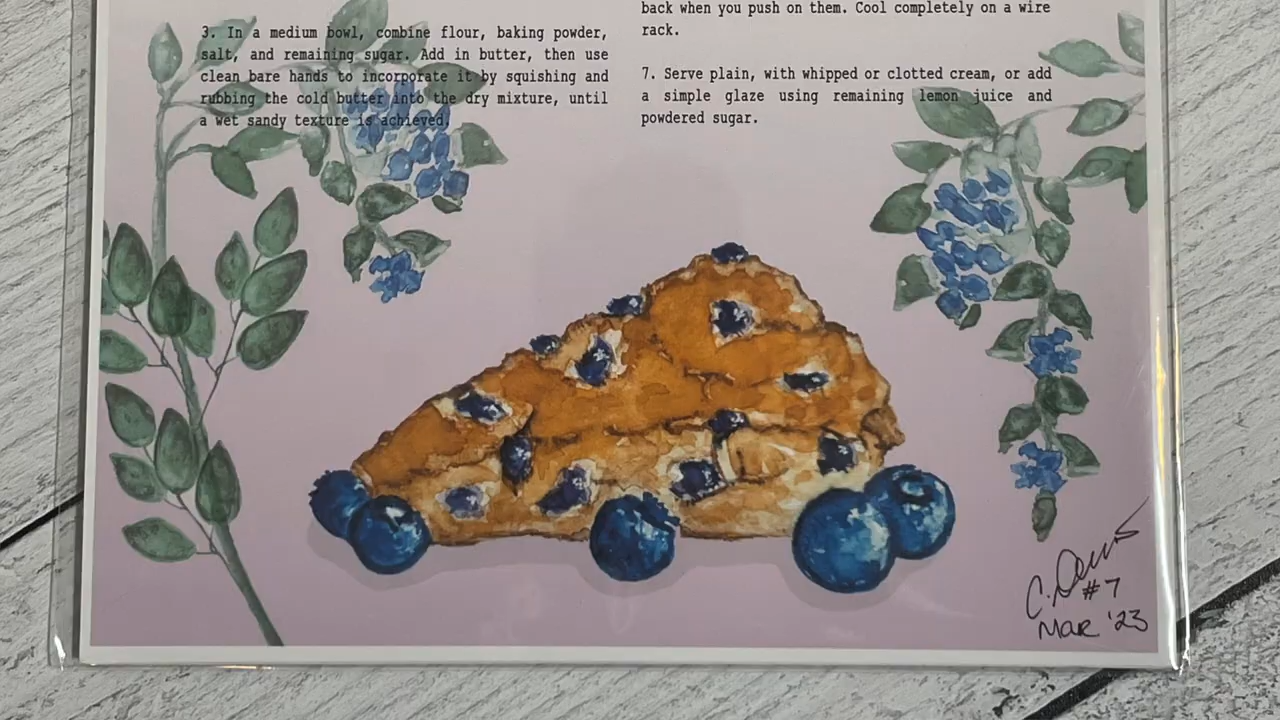 3. In a medium bowl, combine flour, baking powder,
salt, and remaining sugar. Add in butter, then use
clean bare hands to incorporate it by squishing and
rubbing the cold butter into the dry mixture, until
a wet sandy texture is achieved.
back when you push on them. Cool completely on a wire
rack.
7. Serve plain, with whipped or clotted cream, or add
a simple glaze using remaining lemon juice and
powdered sugar.
#7
Mar '23